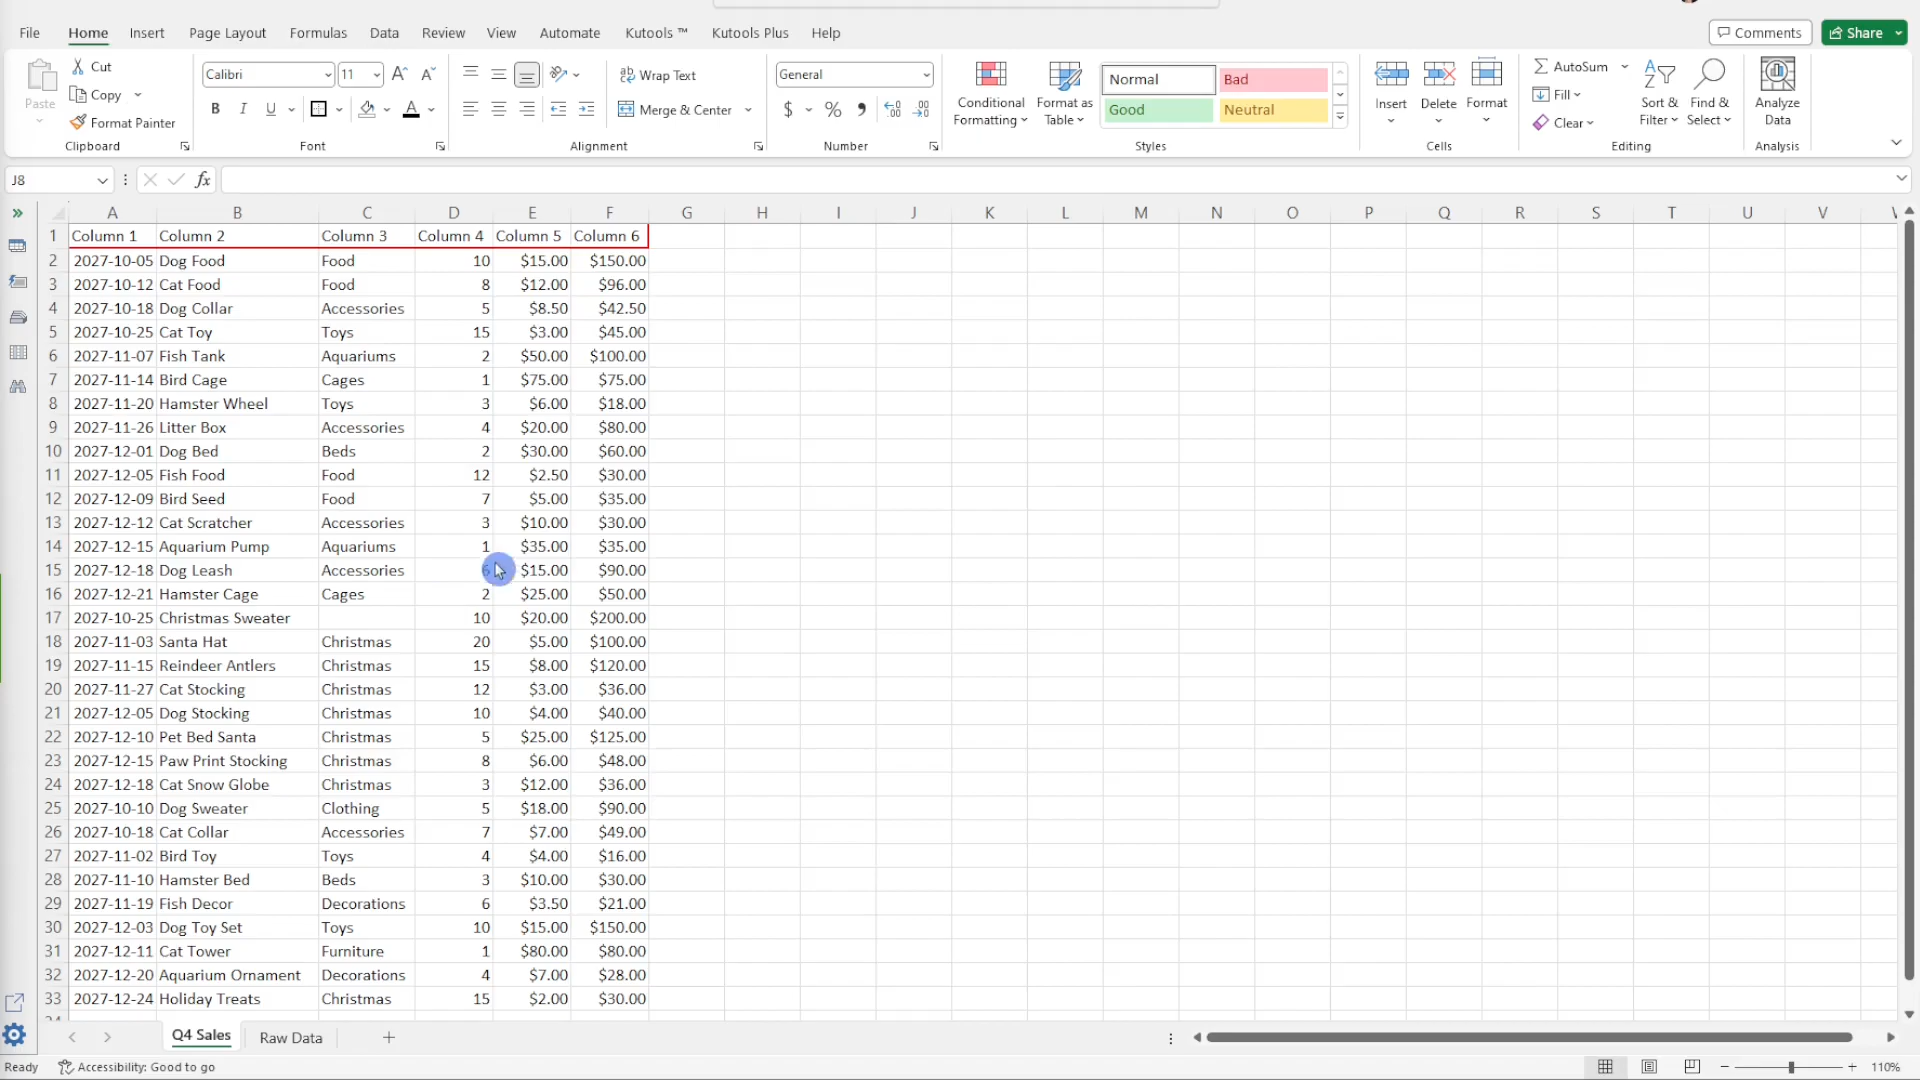 File Home Insert Page Layout Formulas Data Review View Automate Kutools ™ Kutools Plus Help Comments Share
Paste Cut Copy Format Painter Clipboard
Calibri 11 B I U A Font
Wrap Text Merge & Center Alignment
General $ % Number
Conditional Formatting Format as Table Normal Bad Good Neutral Styles
Insert Delete Format Cells
AutoSum Fill Clear Sort & Filter Find & Select Editing
Analyze Data Analysis
J8 fx
A B C D E F G H I J K L M N O P Q R S T U V
1 Column 1 Column 2 Column 3 Column 4 Column 5 Column 6
2 2027-10-05 Dog Food Food 10 $15.00 $150.00
3 2027-10-12 Cat Food Food 8 $12.00 $96.00
4 2027-10-18 Dog Collar Accessories 5 $8.50 $42.50
5 2027-10-25 Cat Toy Toys 15 $3.00 $45.00
6 2027-11-07 Fish Tank Aquariums 2 $50.00 $100.00
7 2027-11-14 Bird Cage Cages 1 $75.00 $75.00
8 2027-11-20 Hamster Wheel Toys 3 $6.00 $18.00
9 2027-11-26 Litter Box Accessories 4 $20.00 $80.00
10 2027-12-01 Dog Bed Beds 2 $30.00 $60.00
11 2027-12-05 Fish Food Food 12 $2.50 $30.00
12 2027-12-09 Bird Seed Food 7 $5.00 $35.00
13 2027-12-12 Cat Scratcher Accessories 3 $10.00 $30.00
14 2027-12-15 Aquarium Pump Aquariums 1 $35.00 $35.00
15 2027-12-18 Dog Leash Accessories 6 $15.00 $90.00
16 2027-12-21 Hamster Cage Cages 2 $25.00 $50.00
17 2027-10-25 Christmas Sweater 10 $20.00 $200.00
18 2027-11-03 Santa Hat Christmas 20 $5.00 $100.00
19 2027-11-15 Reindeer Antlers Christmas 15 $8.00 $120.00
20 2027-11-27 Cat Stocking Christmas 12 $3.00 $36.00
21 2027-12-05 Dog Stocking Christmas 10 $4.00 $40.00
22 2027-12-10 Pet Bed Santa Christmas 5 $25.00 $125.00
23 2027-12-15 Paw Print Stocking Christmas 8 $6.00 $48.00
24 2027-12-18 Cat Snow Globe Christmas 3 $12.00 $36.00
25 2027-10-10 Dog Sweater Clothing 5 $18.00 $90.00
26 2027-10-18 Cat Collar Accessories 7 $7.00 $49.00
27 2027-11-02 Bird Toy Toys 4 $4.00 $16.00
28 2027-11-10 Hamster Bed Beds 3 $10.00 $30.00
29 2027-11-19 Fish Decor Decorations 6 $3.50 $21.00
30 2027-12-03 Dog Toy Set Toys 10 $15.00 $150.00
31 2027-12-11 Cat Tower Furniture 1 $80.00 $80.00
32 2027-12-20 Aquarium Ornament Decorations 4 $7.00 $28.00
33 2027-12-24 Holiday Treats Christmas 15 $2.00 $30.00
Q4 Sales Raw Data
Ready Accessibility: Good to go 110%